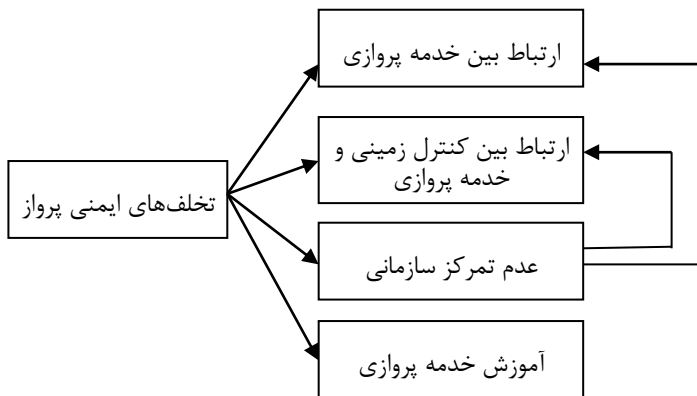 ارتباط بین خدمه پروازی
ارتباط بین کنترل زمینی و
خدمه پروازی
تخلف‌های ایمنی پرواز
عدم تمرکز سازمانی
آموزش خدمه پروازی